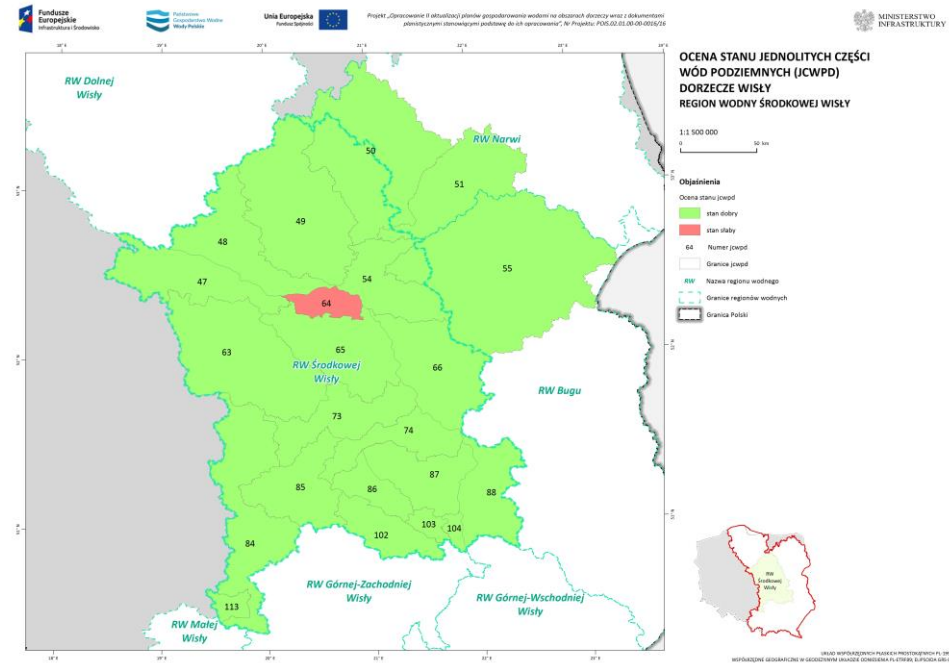 Fundusze
Europejskie
Infrastruktura i Środowisko
Państwowe
Gospodarstwo Wodne
Wody Polskie
Unia Europejska
Fundusz Spójności
Projekt „Opracowanie II aktualizacji planów gospodarowania wodami na obszarach dorzeczy wraz z dokumentami
planistycznymi stanowiącymi podstawę do ich opracowania”, Nr Projektu: POIS.02.01.00-00-0016/16
MINISTERSTWO
INFRASTRUKTURY
OCENA STANU JEDNOLITYCH CZĘŚCI
WÓD PODZIEMNYCH (JCWPD)
DORZECZE WISŁY
REGION WODNY ŚRODKOWEJ WISŁY
1:1 500 000
0 50 km
Objaśnienia
Ocena stanu jcwpd
stan dobry
stan słaby
64 Numer jcwpd
Granice jcwpd
RW Nazwa regionu wodnego
Granice regionów wodnych
Granica Polski
RW Dolnej
Wisły
RW Narwi
50
51
49
48
55
54
47
64
65
63
RW Środkowej
Wisły
66
RW Bugu
73
74
87
85
86
88
103
104
102
84
RW Górnej-Zachodniej
Wisły
RW Górnej-Wschodniej
Wisły
113
RW Małej
Wisły
RW
Środkowej
Wisły